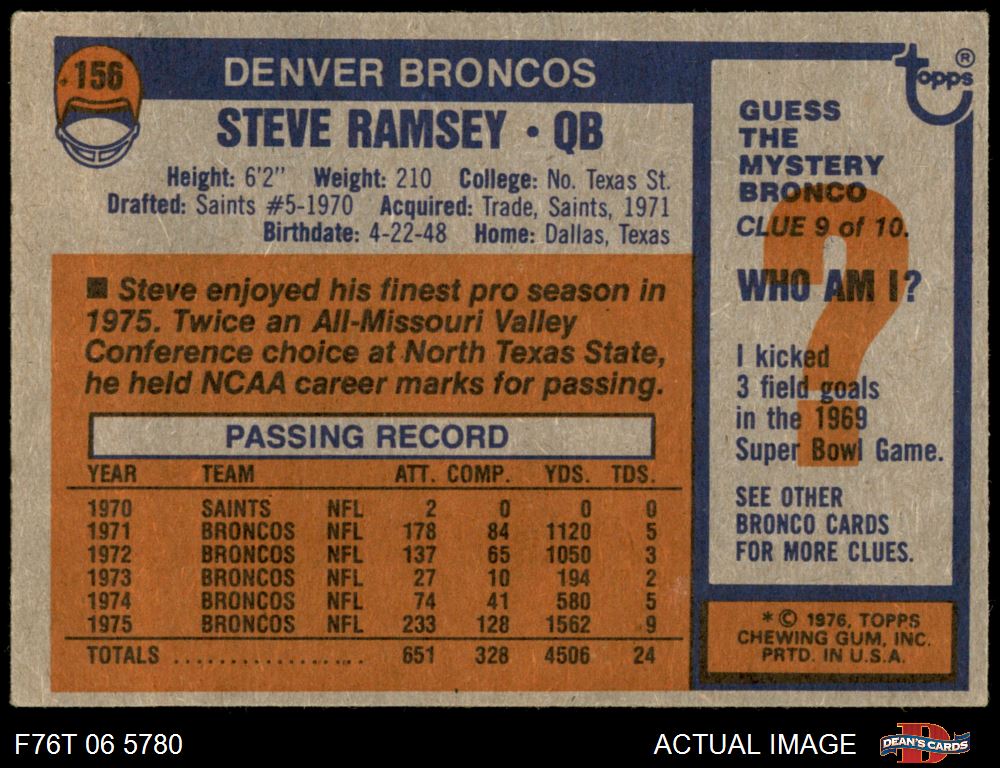 156
DENVER BRONCOS
STEVE RAMSEY • QB
Height: 6'2" Weight: 210 College: No. Texas St.
Drafted: Saints #5-1970 Acquired: Trade, Saints, 1971
Birthdate: 4-22-48 Home: Dallas, Texas
■ Steve enjoyed his finest pro season in
1975. Twice an All-Missouri Valley
Conference choice at North Texas State,
he held NCAA career marks for passing.
PASSING RECORD
YEAR TEAM ATT. COMP. YDS. TDS.
1970 SAINTS NFL 2 0 0 0
1971 BRONCOS NFL 178 84 1120 5
1972 BRONCOS NFL 137 65 1050 3
1973 BRONCOS NFL 27 10 194 2
1974 BRONCOS NFL 74 41 580 5
1975 BRONCOS NFL 233 128 1562 9
TOTALS .................. 651 328 4506 24
topps ®
GUESS
THE
MYSTERY
BRONCO
CLUE 9 of 10.
?
WHO AM I?
I kicked
3 field goals
in the 1969
Super Bowl Game.
SEE OTHER
BRONCO CARDS
FOR MORE CLUES.
* © 1976, TOPPS
CHEWING GUM, INC.
PRTD. IN U.S.A.
F76T 06 5780
ACTUAL IMAGE
D
DEAN'S CARDS